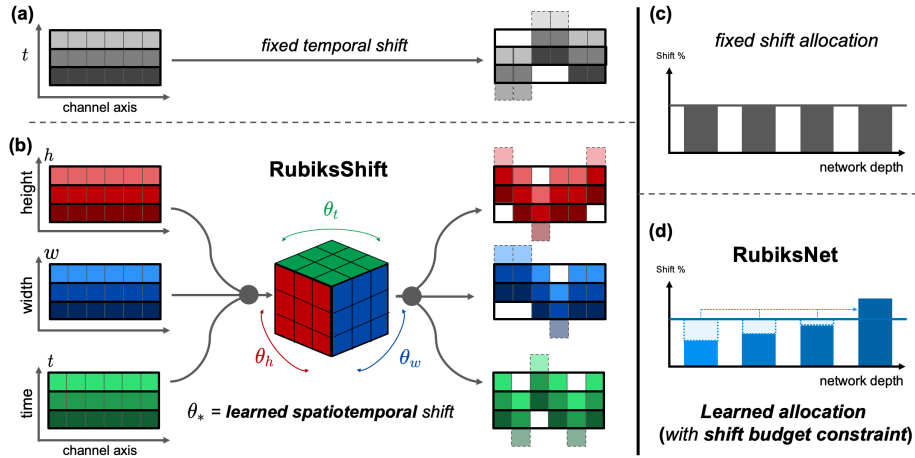 (a)
t
fixed temporal shift
channel axis
(b)
h
height
RubiksShift
θt
w
width
θh
θw
t
time
θ* = learned spatiotemporal shift
channel axis
(c)
fixed shift allocation
Shift %
network depth
(d)
RubiksNet
Shift %
network depth
Learned allocation
(with shift budget constraint)